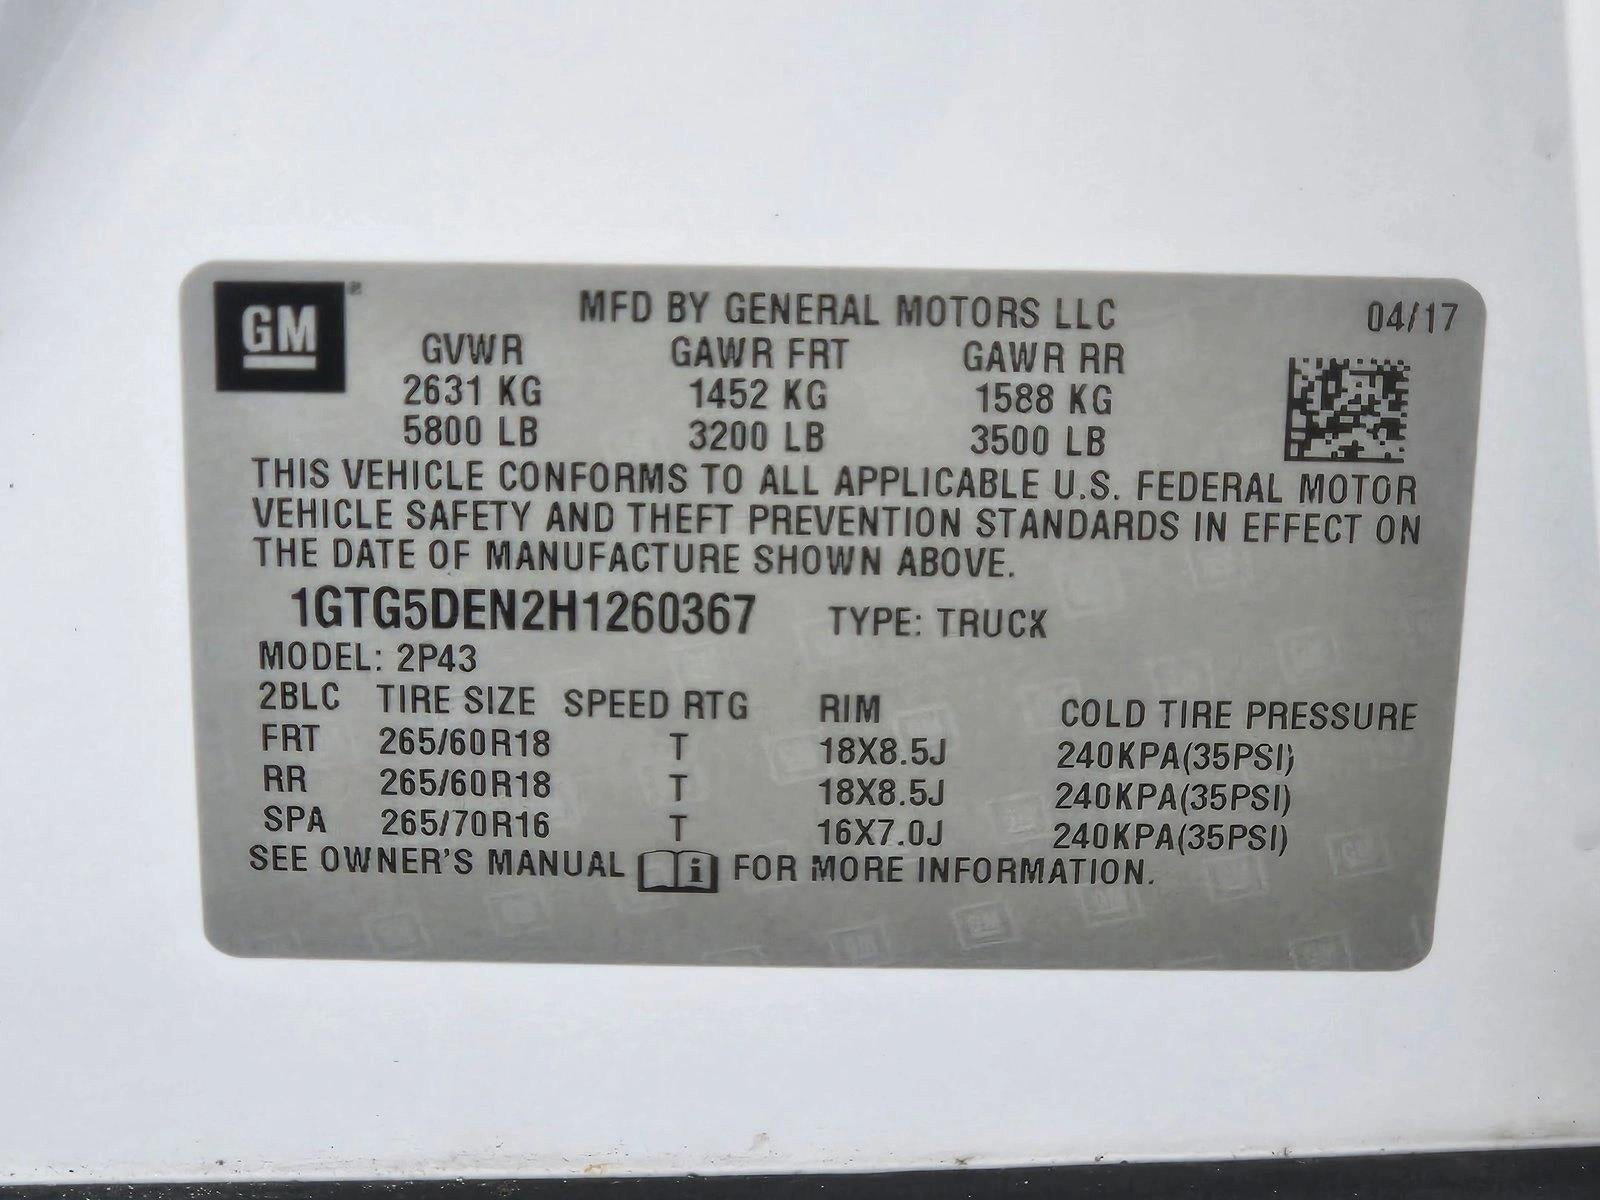 GM ® MFD BY GENERAL MOTORS LLC 04/17
GVWR GAWR FRT GAWR RR
2631 KG 1452 KG 1588 KG
5800 LB 3200 LB 3500 LB
THIS VEHICLE CONFORMS TO ALL APPLICABLE U.S. FEDERAL MOTOR
VEHICLE SAFETY AND THEFT PREVENTION STANDARDS IN EFFECT ON
THE DATE OF MANUFACTURE SHOWN ABOVE.
1GTG5DEN2H1260367 TYPE: TRUCK
MODEL: 2P43
2BLC TIRE SIZE SPEED RTG RIM COLD TIRE PRESSURE
FRT 265/60R18 T 18X8.5J 240KPA(35PSI)
RR 265/60R18 T 18X8.5J 240KPA(35PSI)
SPA 265/70R16 T 16X7.0J 240KPA(35PSI)
SEE OWNER'S MANUAL i FOR MORE INFORMATION.